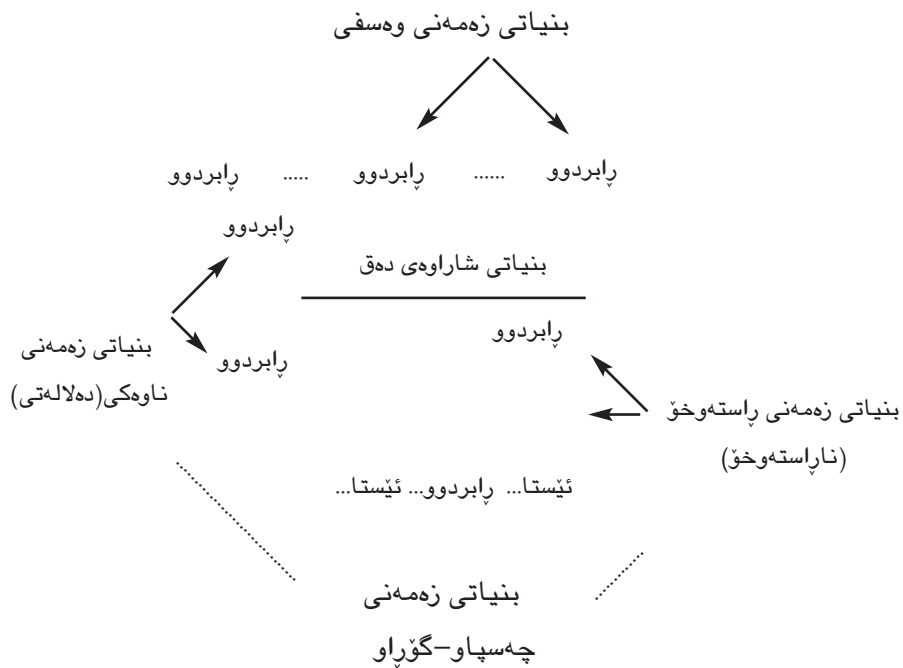 بنیاتی زەمەنی وەسفی
ڕابردوو ...... ڕابردوو ..... ڕابردوو
ڕابردوو
بنیاتی شاراوەی دەق
ڕابردوو
بنیاتی زەمەنی
ناوەکی(دەلالەتی)
ڕابردوو
بنیاتی زەمەنی ڕاستەوخۆ
(ناڕاستەوخۆ)
ئێستا... ڕابردوو... ئێستا...
بنیاتی زەمەنی
چەسپاو–گۆڕاو